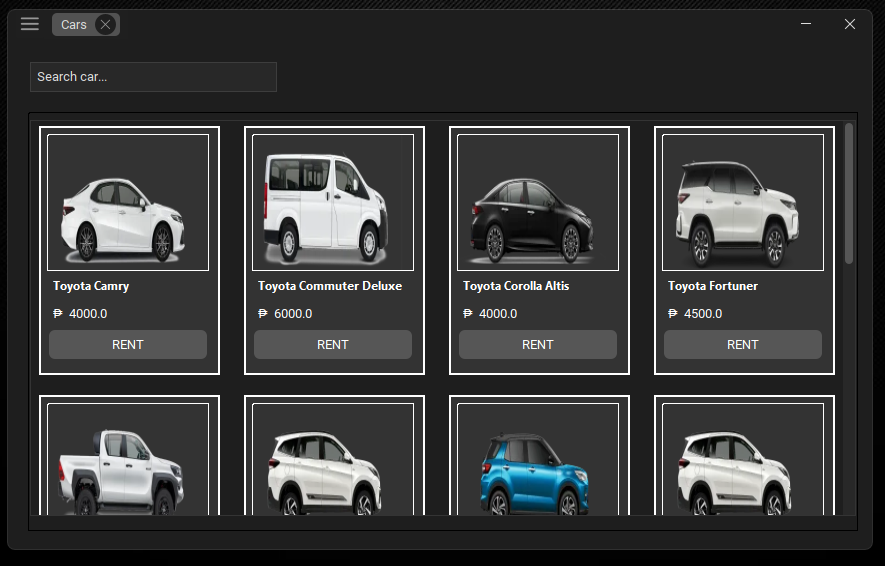 Cars
Search car...
Toyota Camry
₱ 4000.0
RENT
Toyota Commuter Deluxe
₱ 6000.0
RENT
Toyota Corolla Altis
₱ 4000.0
RENT
Toyota Fortuner
₱ 4500.0
RENT